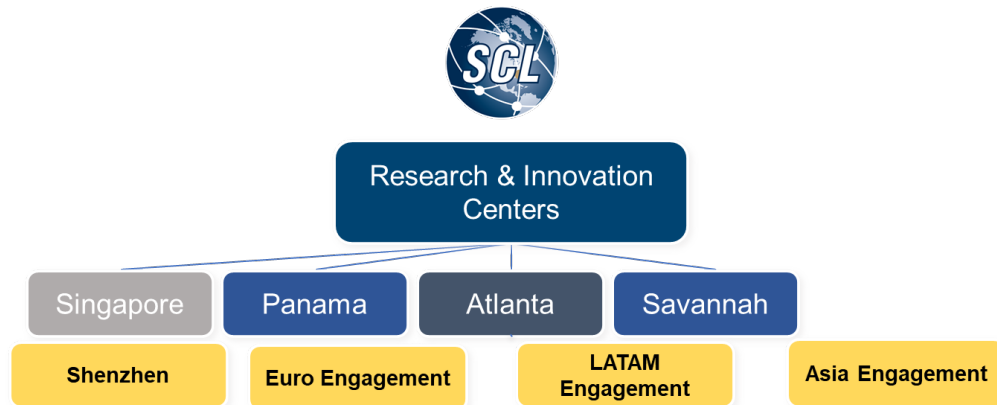 SCL
Research & Innovation
Centers
Singapore
Panama
Atlanta
Savannah
Shenzhen
Euro Engagement
LATAM
Engagement
Asia Engagement